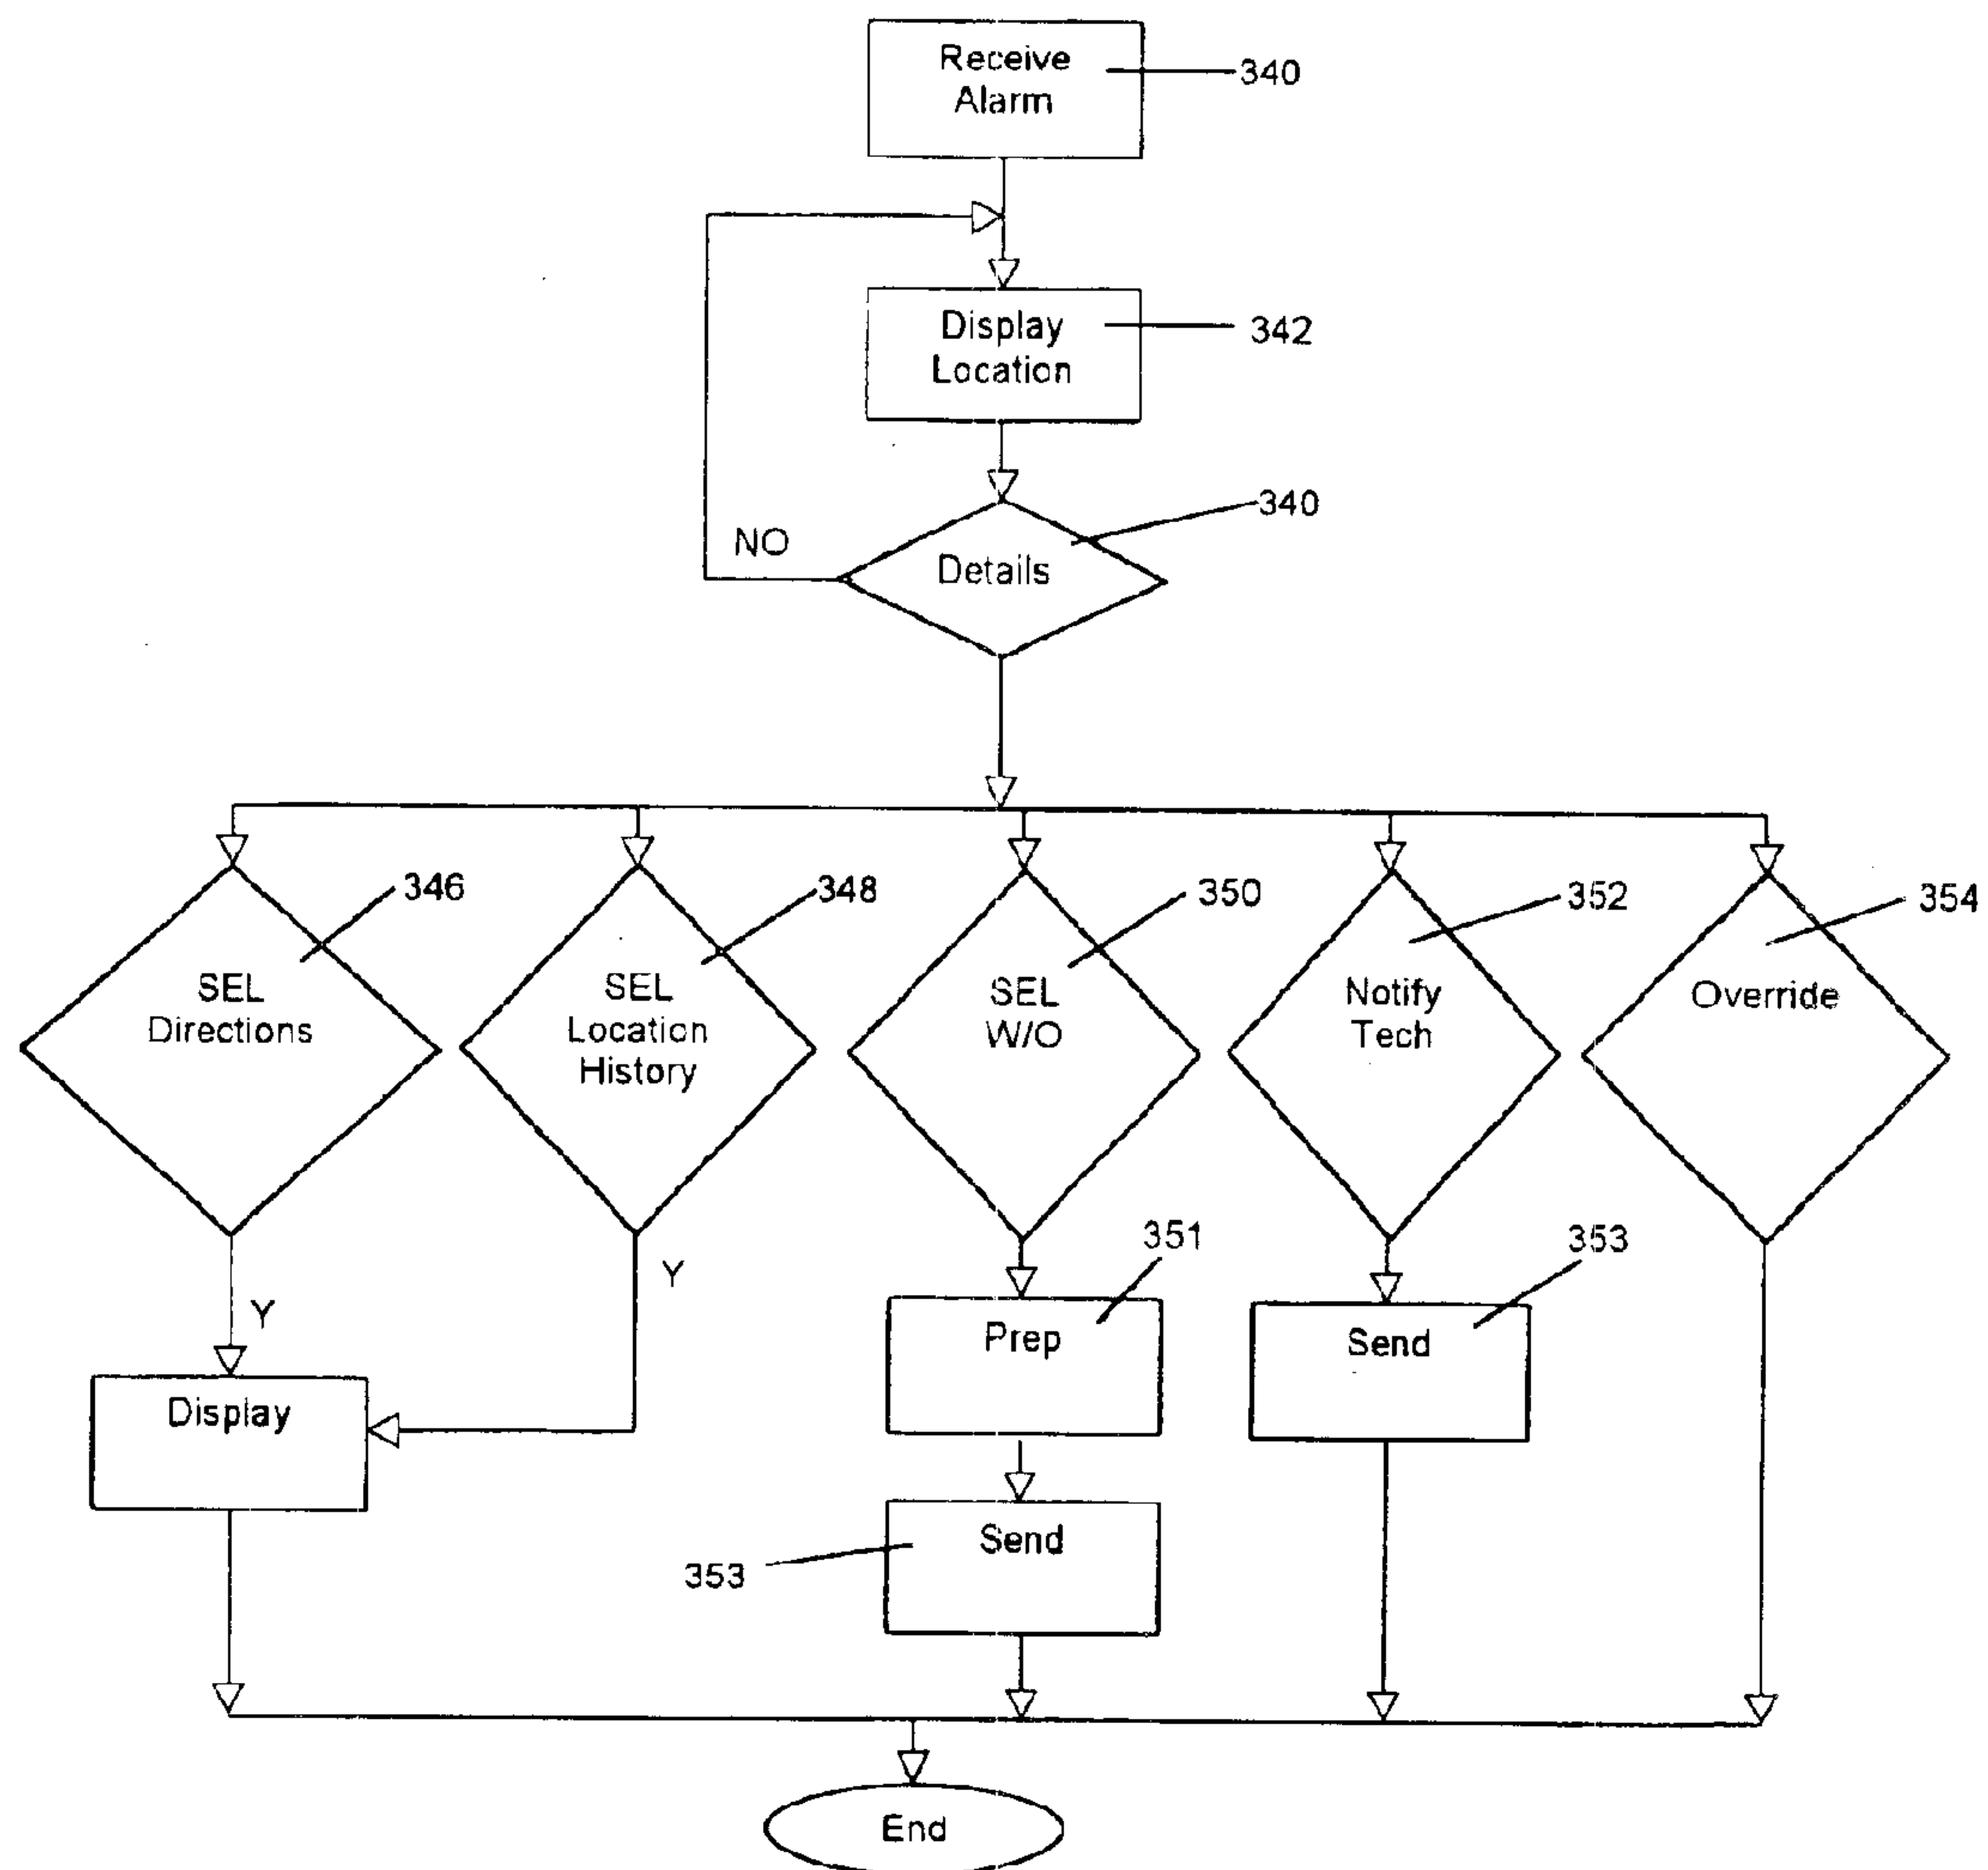 Receive
Alarm
340
Display
Location
342
340
NO
Details
346
348
350
352
354
SEL
Directions
SEL
Location
History
SEL
W/O
Notify
Tech
Override
351
353
Y
Y
Prep
Send
Display
Send
353
End